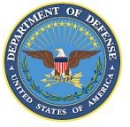 DEPARTMENT OF DEFENSE
UNITED STATES OF AMERICA